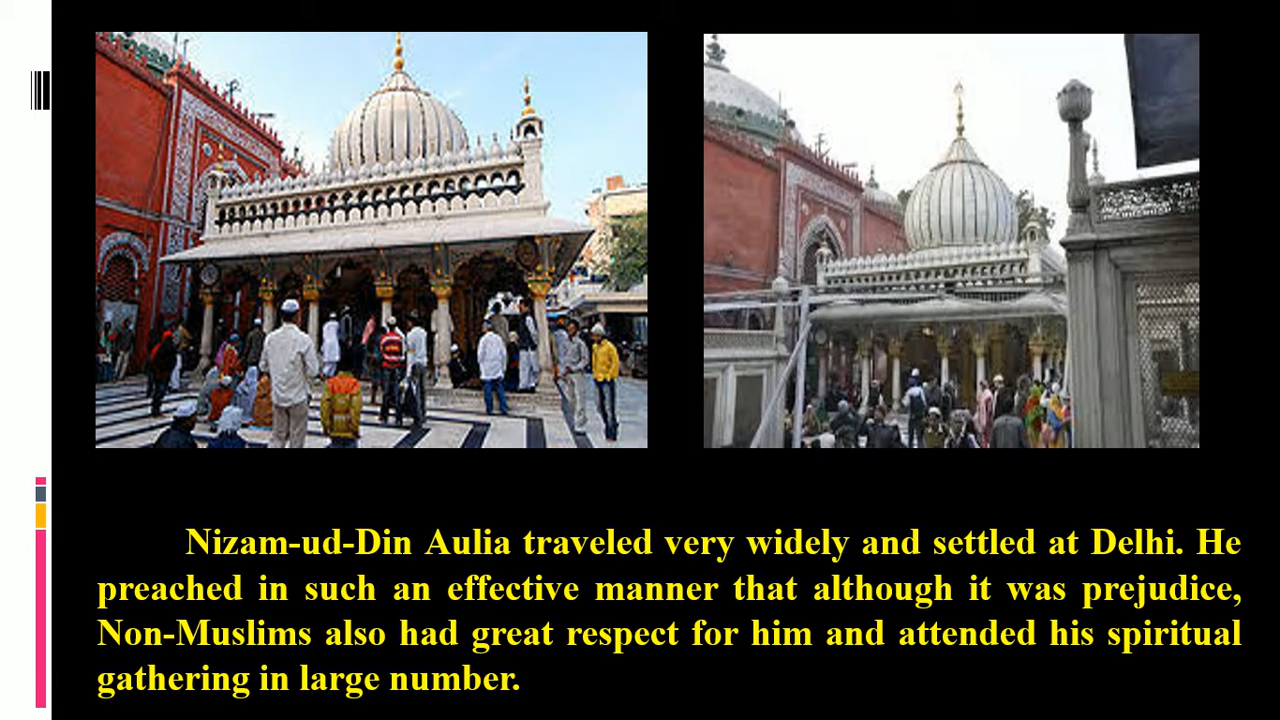 Nizam-ud-Din Aulia traveled very widely and settled at Delhi. He
preached in such an effective manner that although it was prejudice,
Non-Muslims also had great respect for him and attended his spiritual
gathering in large number.